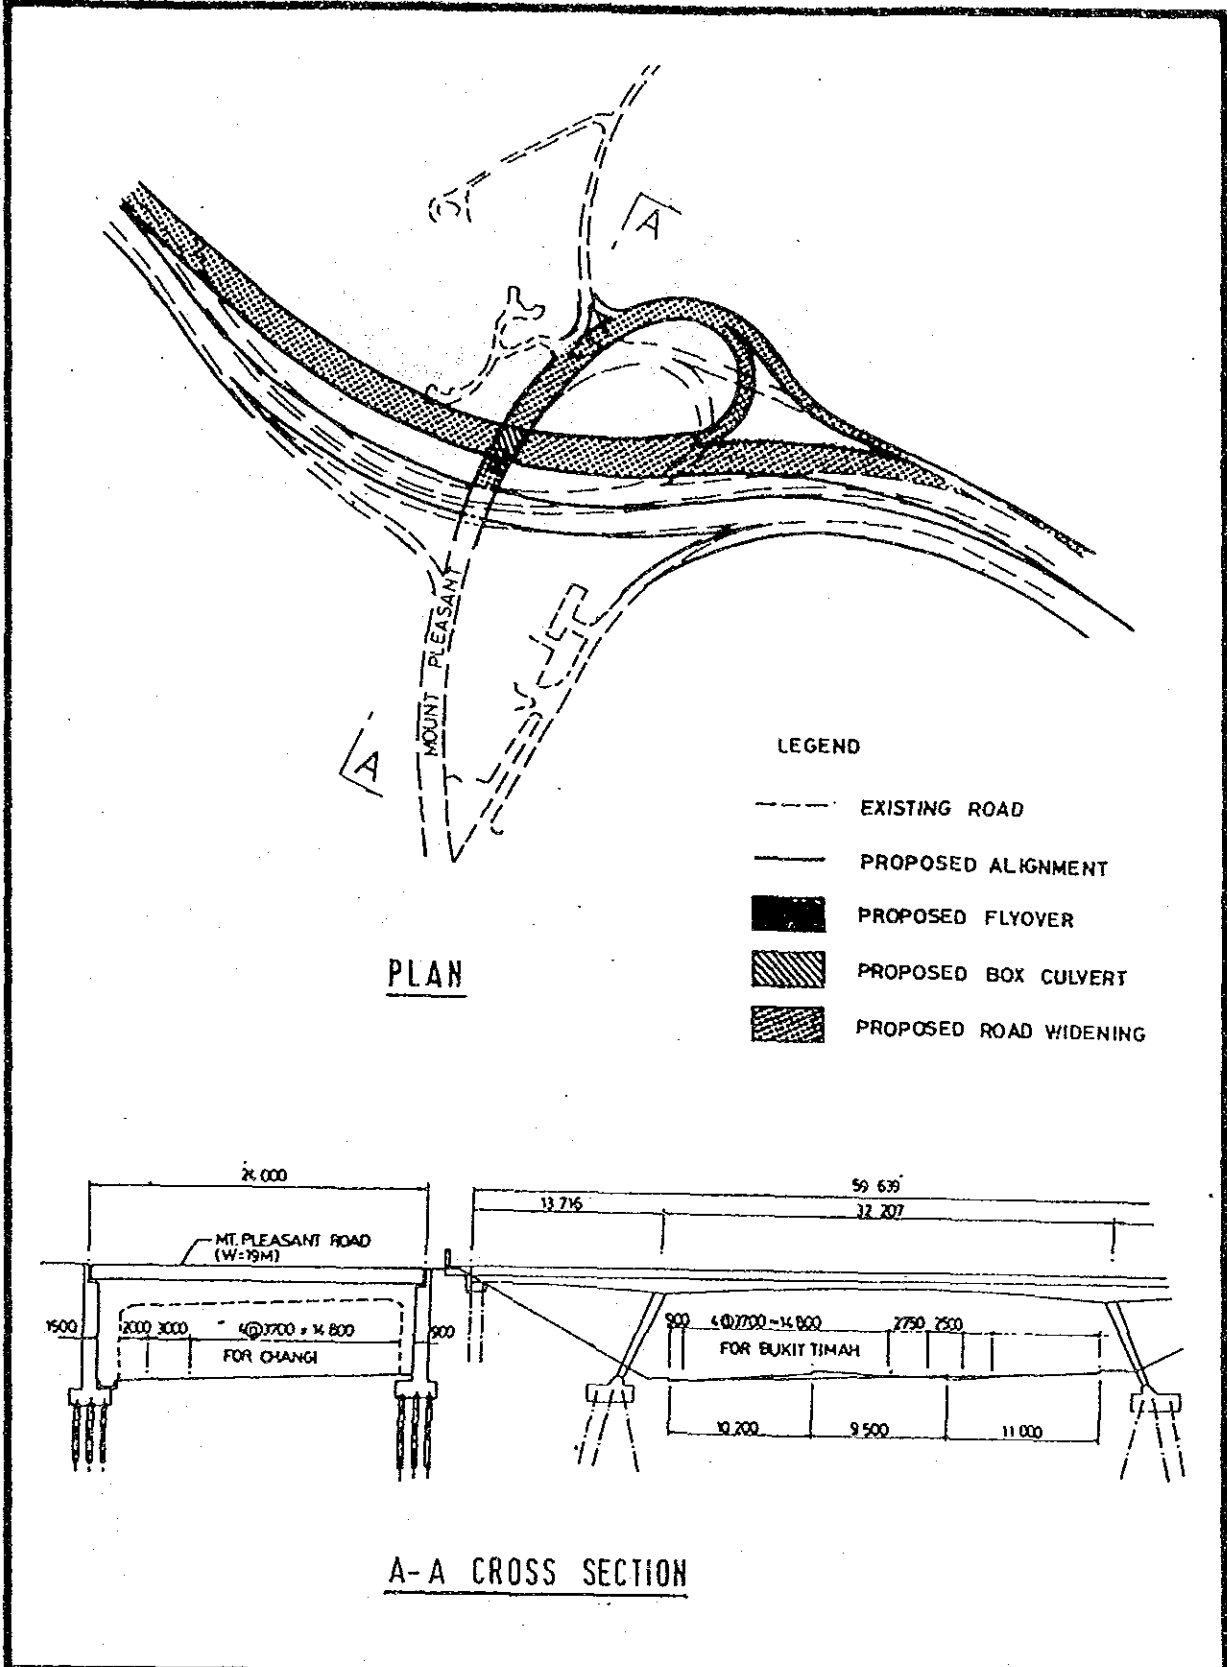 A
MOUNT PLEASANT
A
LEGEND
EXISTING ROAD
PROPOSED ALIGNMENT
PROPOSED FLYOVER
PROPOSED BOX CULVERT
PROPOSED ROAD WIDENING
PLAN
24 000
59 639
13 716
32 207
MT. PLEASANT ROAD
(W=19M)
1500
2000
3000
4@3700 = 14 800
900
FOR CHANGI
900
4@3700 = 14 800
2750
2500
FOR BUKIT TIMAH
10 200
9 500
11 000
A-A CROSS SECTION